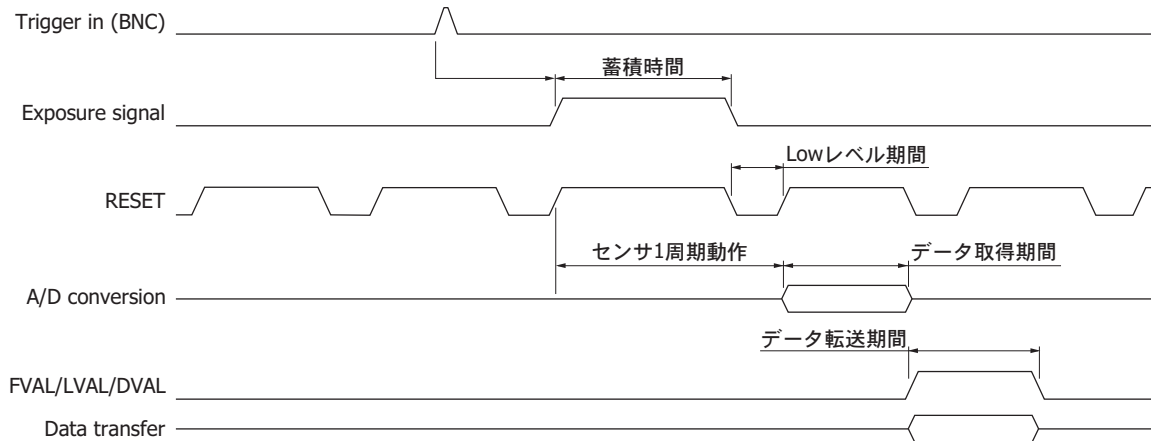 Trigger in (BNC)
蓄積時間
Exposure signal
Lowレベル期間
RESET
センサ1周期動作
データ取得期間
A/D conversion
データ転送期間
FVAL/LVAL/DVAL
Data transfer